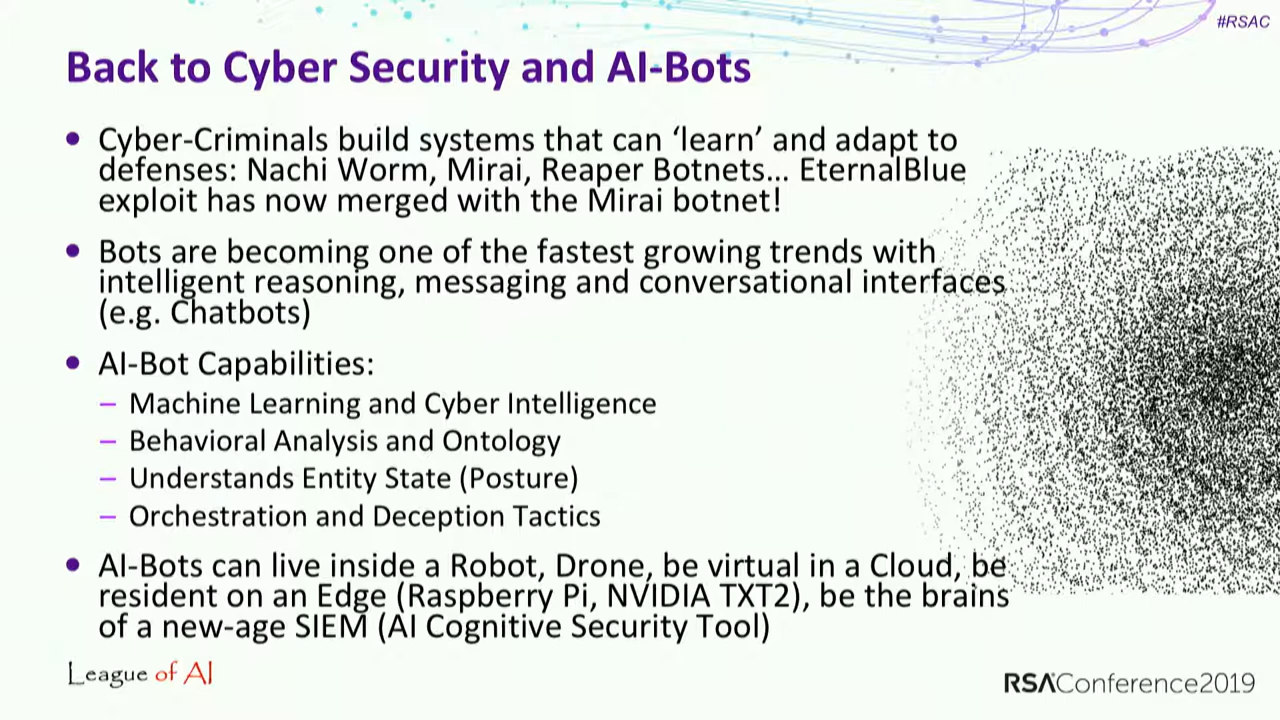 #RSAC
Back to Cyber Security and AI-Bots
• Cyber-Criminals build systems that can ‘learn’ and adapt to
defenses: Nachi Worm, Mirai, Reaper Botnets... EternalBlue
exploit has now merged with the Mirai botnet!
• Bots are becoming one of the fastest growing trends with
intelligent reasoning, messaging and conversational interfaces
(e.g. Chatbots)
• AI-Bot Capabilities:
– Machine Learning and Cyber Intelligence
– Behavioral Analysis and Ontology
– Understands Entity State (Posture)
– Orchestration and Deception Tactics
• AI-Bots can live inside a Robot, Drone, be virtual in a Cloud, be
resident on an Edge (Raspberry Pi, NVIDIA TXT2), be the brains
of a new-age SIEM (AI Cognitive Security Tool)
League of AI
RSAConference2019